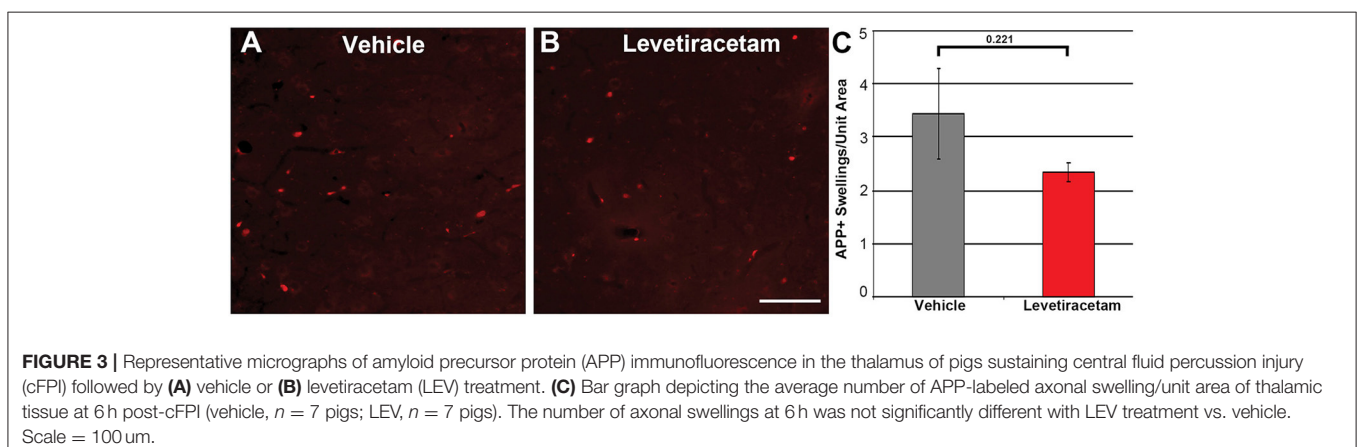 A Vehicle
B Levetiracetam
C
APP+ Swellings/Unit Area
5
4
3
2
1
0
0.221
Vehicle
Levetiracetam
FIGURE 3 | Representative micrographs of amyloid precursor protein (APP) immunofluorescence in the thalamus of pigs sustaining central fluid percussion injury
(cFPI) followed by (A) vehicle or (B) levetiracetam (LEV) treatment. (C) Bar graph depicting the average number of APP-labeled axonal swelling/unit area of thalamic
tissue at 6 h post-cFPI (vehicle, n = 7 pigs; LEV, n = 7 pigs). The number of axonal swellings at 6 h was not significantly different with LEV treatment vs. vehicle.
Scale = 100 um.